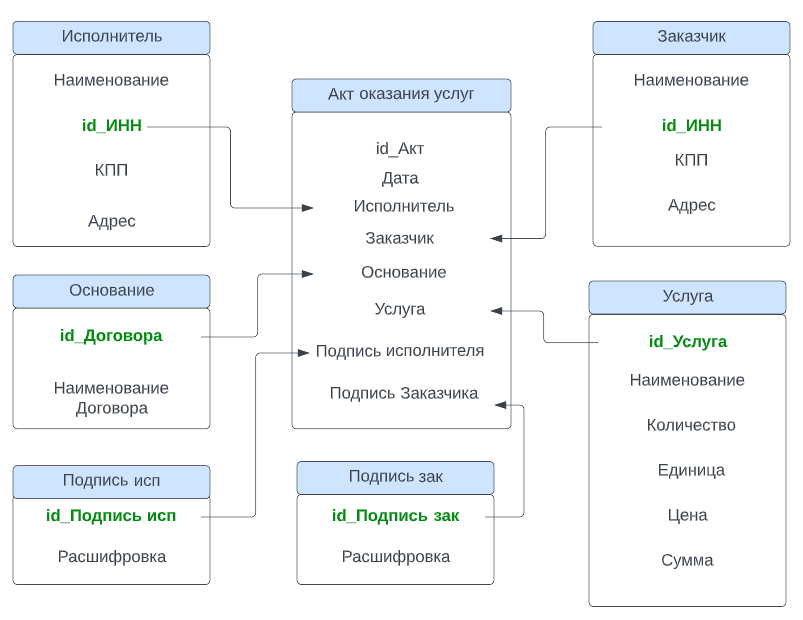 Исполнитель
Наименование
id_ИНН
КПП
Адрес
Акт оказания услуг
id_Акт
Дата
Исполнитель
Заказчик
Основание
Услуга
Подпись исполнителя
Подпись Заказчика
Заказчик
Наименование
id_ИНН
КПП
Адрес
Основание
id_Договора
Наименование
Договора
Услуга
id_Услуга
Наименование
Количество
Единица
Цена
Сумма
Подпись исп
id_Подпись исп
Расшифровка
Подпись зак
id_Подпись зак
Расшифровка